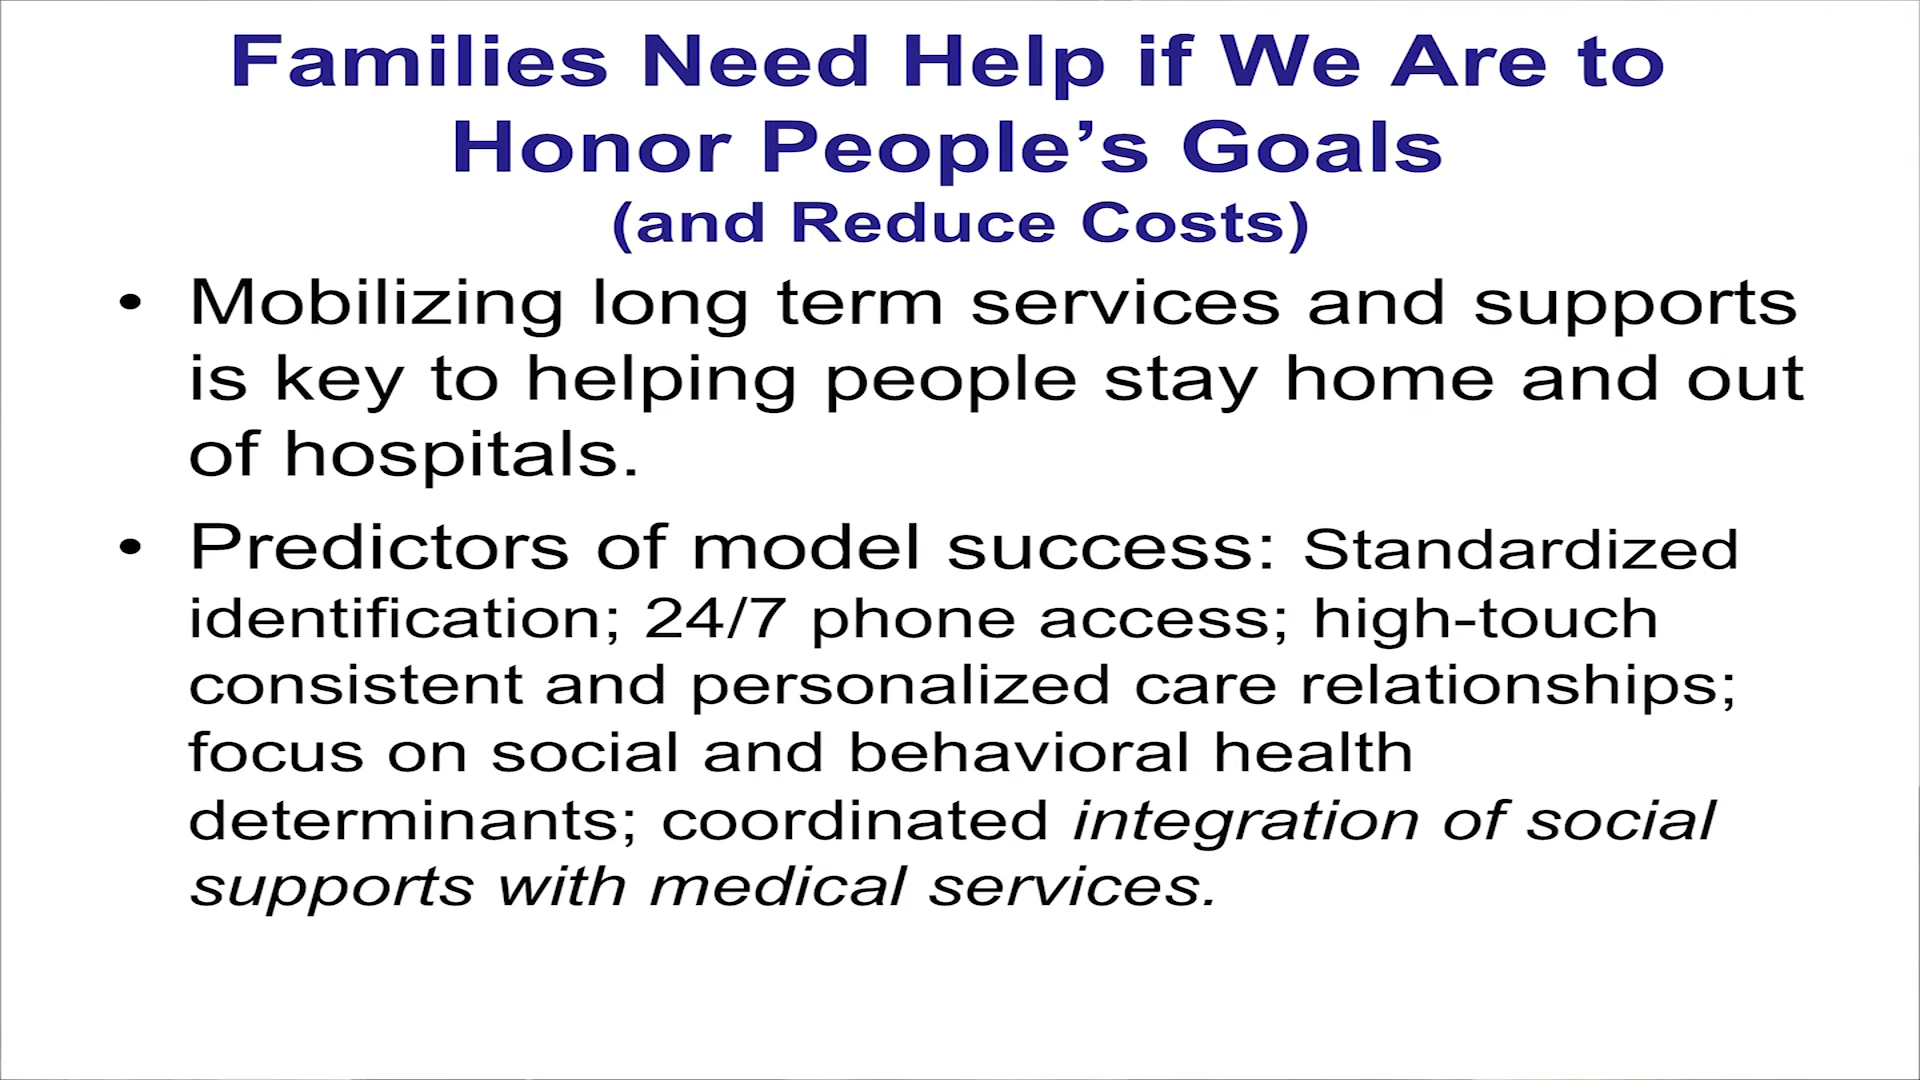 Families Need Help if We Are to
Honor People’s Goals
(and Reduce Costs)
• Mobilizing long term services and supports
is key to helping people stay home and out
of hospitals.
• Predictors of model success: Standardized
identification; 24/7 phone access; high-touch
consistent and personalized care relationships;
focus on social and behavioral health
determinants; coordinated integration of social
supports with medical services.